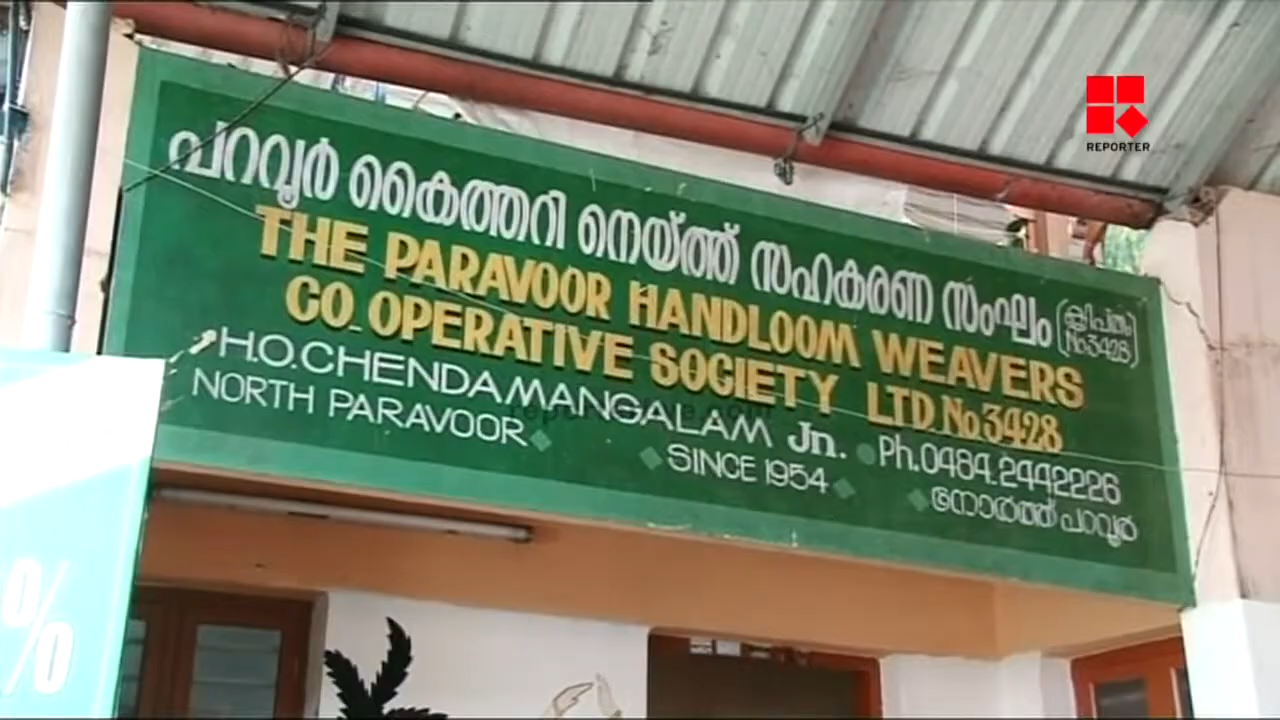 പറവൂർ കൈത്തറി നെയ്ത്ത് സഹകരണ സംഘം (ക്ലിപ്തം No3428)
THE PARAVOOR HANDLOOM WEAVERS
CO-OPERATIVE SOCIETY LTD No 3428
H.O.CHENDAMANGALAM Jn. Ph.0484.2442226
NORTH PARAVOOR SINCE 1954 നോർത്ത് പറവൂർ
REPORTER
%